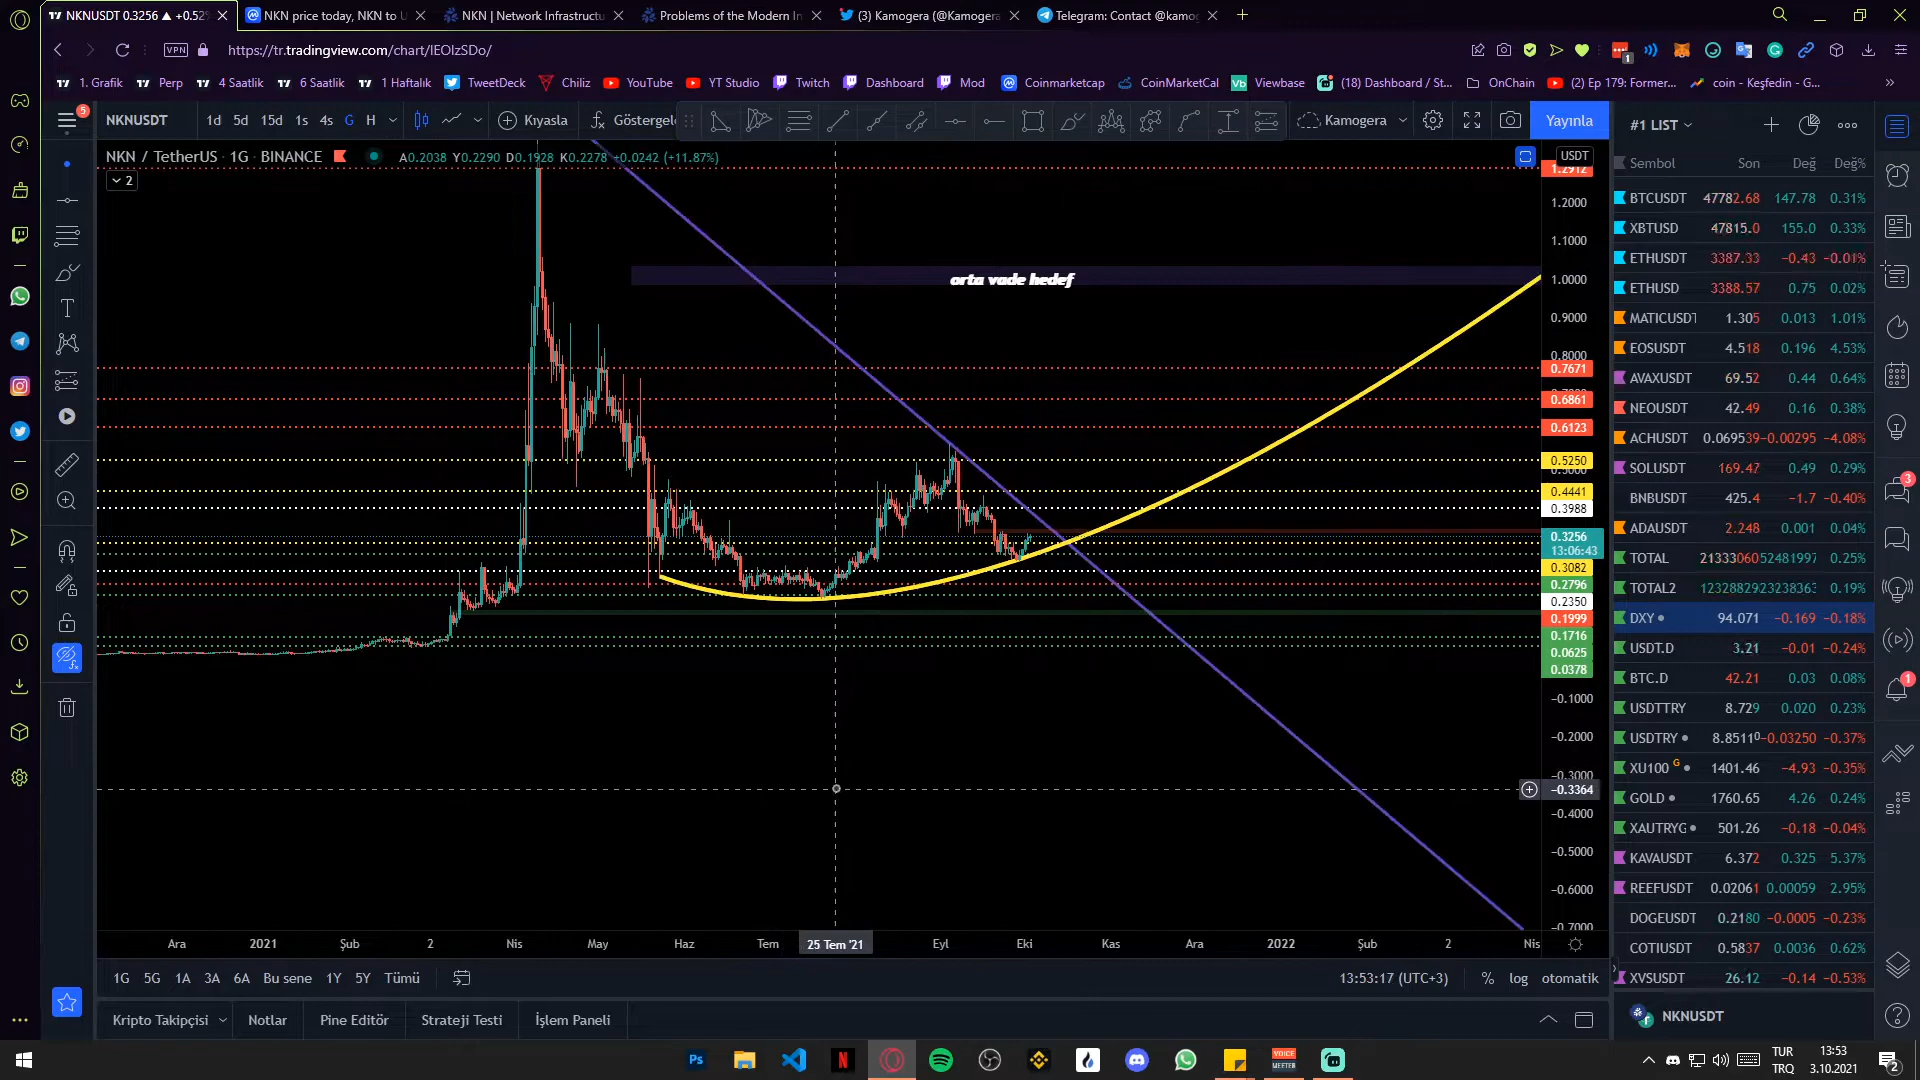 NKNUSDT 0.3256 ▲ +0.52%
NKN price today, NKN to U
NKN | Network Infrastructu
Problems of the Modern In
(3) Kamogera (@Kamogera
Telegram: Contact @kamog
VPN
https://tr.tradingview.com/chart/lEOlzSDo/
1. Grafik
Perp
4 Saatlik
6 Saatlik
1 Haftalık
TweetDeck
Chiliz
YouTube
YT Studio
Twitch
Dashboard
Mod
Coinmarketcap
CoinMarketCal
Viewbase
(18) Dashboard / St...
OnChain
(2) Ep 179: Former...
coin - Keşfedin - G...
5
NKNUSDT
1d
5d
15d
1s
4s
G
H
Kıyasla
Göstergele
Kamogera
Yayınla
#1 LIST
NKN / TetherUS · 1G · BINANCE
A0.2038 Y0.2290 D0.1928 K0.2278 +0.0242 (+11.87%)
2
orta vade hedef
USDT
1.2912
1.2000
1.1000
1.0000
0.9000
0.8000
0.7671
0.6861
0.6123
0.5250
0.4441
0.3988
0.3256
13:06:43
0.3082
0.2796
0.2350
0.1999
0.1716
0.0625
0.0378
−0.1000
−0.2000
−0.3000
−0.3364
−0.4000
−0.5000
−0.6000
−0.7000
Sembol Son Değ Değ%
BTCUSDT 47782.68 147.78 0.31%
XBTUSD 47815.0 155.0 0.33%
ETHUSDT 3387.33 −0.43 −0.01%
ETHUSD 3388.57 0.75 0.02%
MATICUSDT 1.305 0.013 1.01%
EOSUSDT 4.518 0.196 4.53%
AVAXUSDT 69.52 0.44 0.64%
NEOUSDT 42.49 0.16 0.38%
ACHUSDT 0.069539 −0.00295 −4.08%
SOLUSDT 169.47 0.49 0.29%
BNBUSDT 425.4 −1.7 −0.40%
ADAUSDT 2.248 0.001 0.04%
TOTAL 0.25%
TOTAL2 0.19%
DXY 94.071 −0.169 −0.18%
USDT.D 3.21 −0.01 −0.24%
BTC.D 42.21 0.03 0.08%
USDTTRY 8.729 0.020 0.23%
USDTRY 8.85110 −0.03250 −0.37%
XU100 G 1401.46 −4.93 −0.35%
GOLD 1760.65 4.26 0.24%
XAUTRYG 501.26 −0.18 −0.04%
KAVAUSDT 6.372 0.325 5.37%
REEFUSDT 0.02061 0.00059 2.95%
DOGEUSDT 0.2180 −0.0005 −0.23%
COTIUSDT 0.5837 0.0036 0.62%
XVSUSDT 26.12 −0.14 −0.53%
NKNUSDT
Ara
2021
Şub
2
Nis
May
Haz
Tem
25 Tem '21
Eyl
Eki
Kas
Ara
2022
Şub
2
Nis
1G
5G
1A
3A
6A
Bu sene
1Y
5Y
Tümü
13:53:17 (UTC+3)
%
log
otomatik
Kripto Takipçisi
Notlar
Pine Editör
Strateji Testi
İşlem Paneli
TUR
TRQ
13:53
3.10.2021
2